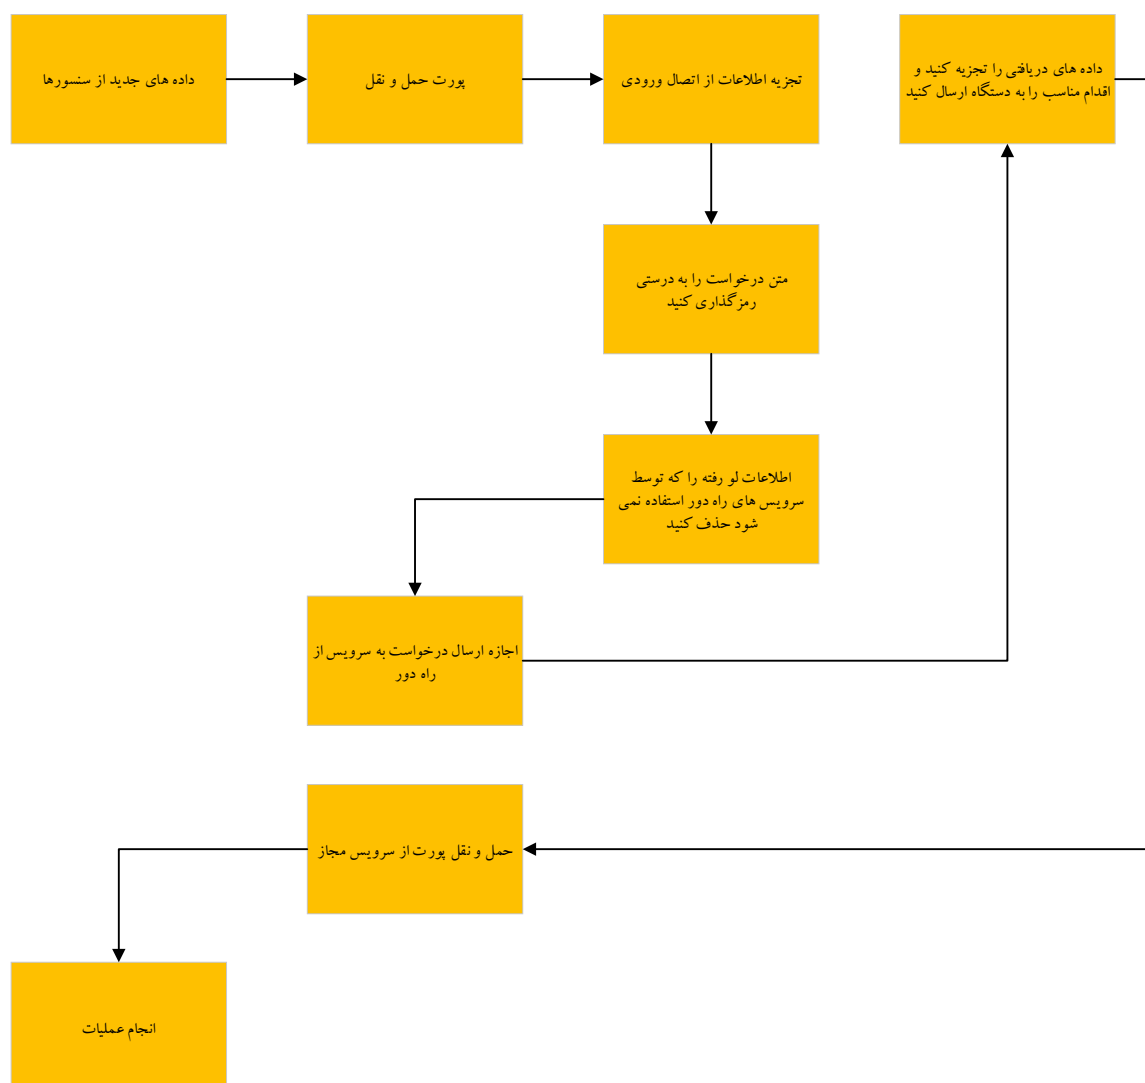 داده های جدید از سنسورها
پورت حمل و نقل
تجزیه اطلاعات از اتصال ورودی
داده های دریافتی را تجزیه کنید و
اقدام مناسب را به دستگاه ارسال کنید
متن درخواست را به درستی
رمزگذاری کنید
اطلاعات لو رفته را که توسط
سرویس های راه دور استفاده نمی
شود حذف کنید
اجازه ارسال درخواست به سرویس از
راه دور
حمل و نقل پورت از سرویس مجاز
انجام عملیات